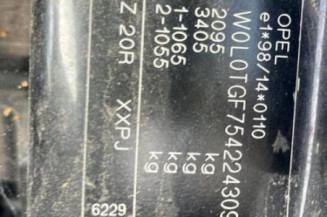 OPEL
e1*98/14*0110
W0L0TGF754224309
2095 kg
3405 kg
1-1065 kg
2-1055 kg
Z 20R XXPJ
6229